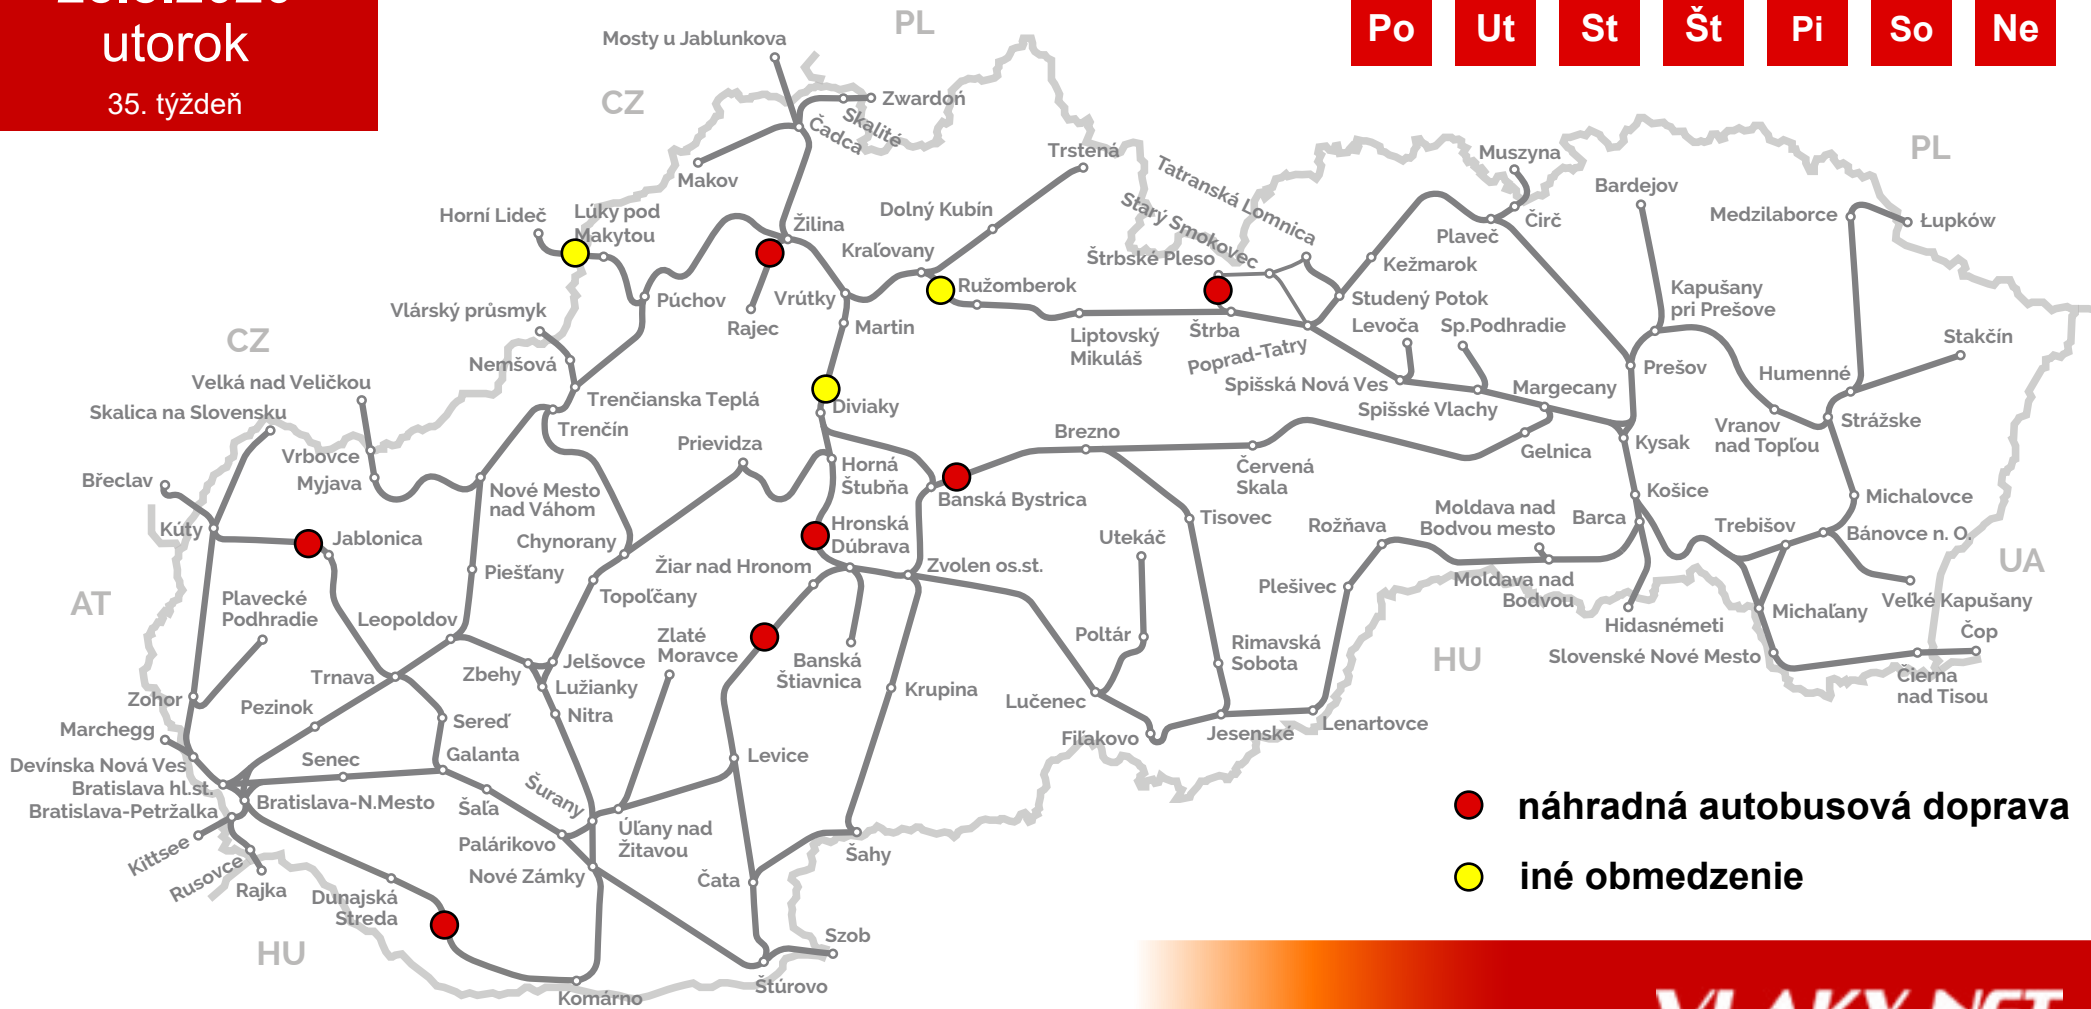 utorok
35. týždeň
Po Ut St Št Pi So Ne
PL
Mosty u Jablunkova
CZ
Zwardoń
Skalité
Čadca
Makov
Trstená
Tatranská Lomnica
Starý Smokovec
Muszyna
PL
Bardejov
Horní Lideč
Lúky pod
Makytou
Žilina
Dolný Kubín
Kraľovany
Štrbské Pleso
Plaveč
Čirč
Medzilaborce
Łupków
Kežmarok
Vlárský průsmyk
Púchov
Rajec
Vrútky
Martin
Ružomberok
Liptovský
Mikuláš
Štrba
Poprad-Tatry
Studený Potok
Levoča
Sp.Podhradie
Kapušany
pri Prešove
Stakčín
CZ
Nemšová
Velká nad Veličkou
Skalica na Slovensku
Trenčianska Teplá
Trenčín
Diviaky
Spišská Nová Ves
Spišské Vlachy
Margecany
Prešov
Humenné
Strážske
Vranov
nad Topľou
Prievidza
Brezno
Vrbovce
Myjava
Břeclav
Kúty
Jablonica
Nové Mesto
nad Váhom
Horná
Štubňa
Banská Bystrica
Červená
Skala
Gelnica
Kysak
Košice
Michalovce
Chynorany
Hronská
Dúbrava
Tisovec
Rožňava
Moldava nad
Bodvou mesto
Barca
Trebišov
Bánovce n. O.
Utekáč
Piešťany
Žiar nad Hronom
Zvolen os.st.
Topoľčany
Plešivec
Moldava nad
Bodvou
UA
AT
Plavecké
Podhradie
Leopoldov
Zlaté
Moravce
Banská
Štiavnica
Poltár
Rimavská
Sobota
Hidasnémeti
Michaľany
Veľké Kapušany
Čop
HU
Slovenské Nové Mesto
Čierna
nad Tisou
Trnava
Zbehy
Jelšovce
Lužianky
Nitra
Krupina
Lučenec
Zohor
Pezinok
Sereď
Marchegg
Fiľakovo
Jesenské
Lenartovce
Devínska Nová Ves
Senec
Galanta
Levice
Bratislava hl.st.
Bratislava-Petržalka
Bratislava-N.Mesto
Šaľa
Šurany
Palárikovo
Úľany nad
Žitavou
Šahy
Kittsee
Rusovce
Rajka
Dunajská
Streda
Nové Zámky
Čata
HU
Szob
Štúrovo
Komárno
náhradná autobusová doprava
iné obmedzenie
VLAKY.NET